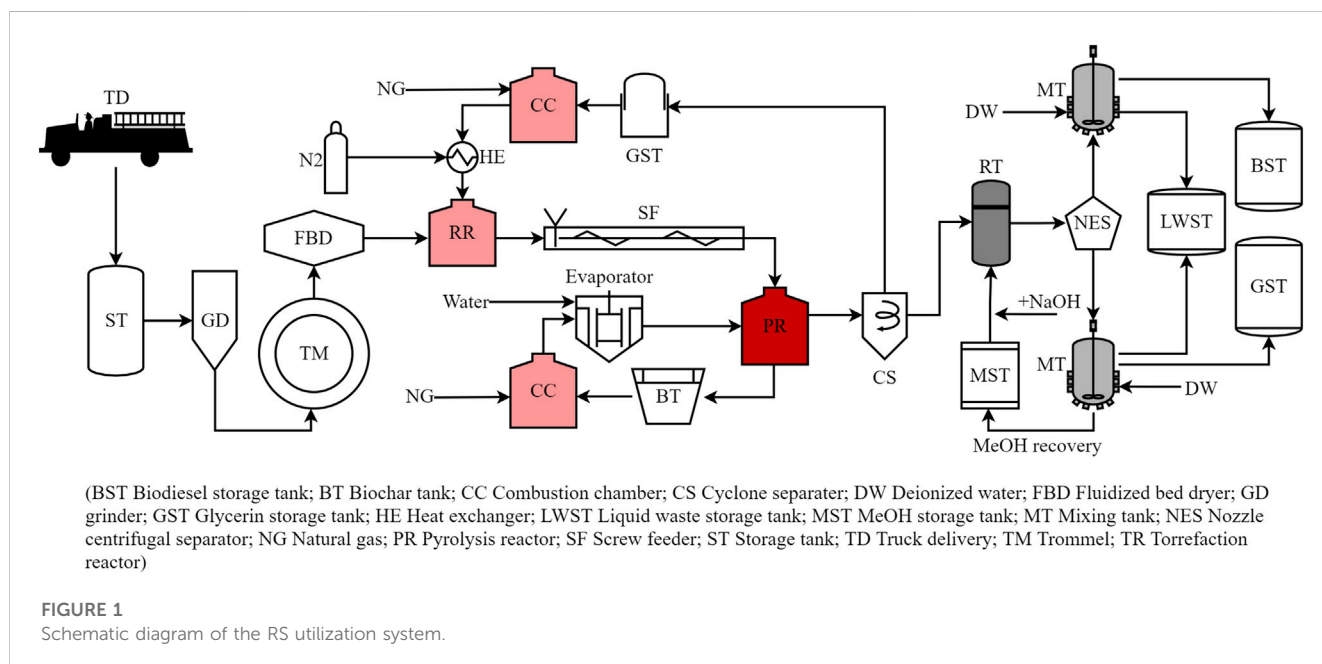 TD
NG
CC
GST
N2
HE
FBD
RR
SF
ST
GD
TM
Water
Evaporator
NG
CC
BT
PR
CS
RT
MT
DW
NES
BST
LWST
GST
+NaOH
MST
MT
DW
MeOH recovery
(BST Biodiesel storage tank; BT Biochar tank; CC Combustion chamber; CS Cyclone separater; DW Deionized water; FBD Fluidized bed dryer; GD
grinder; GST Glycerin storage tank; HE Heat exchanger; LWST Liquid waste storage tank; MST MeOH storage tank; MT Mixing tank; NES Nozzle
centrifugal separator; NG Natural gas; PR Pyrolysis reactor; SF Screw feeder; ST Storage tank; TD Truck delivery; TM Trommel; TR Torrefaction
reactor)
FIGURE 1
Schematic diagram of the RS utilization system.